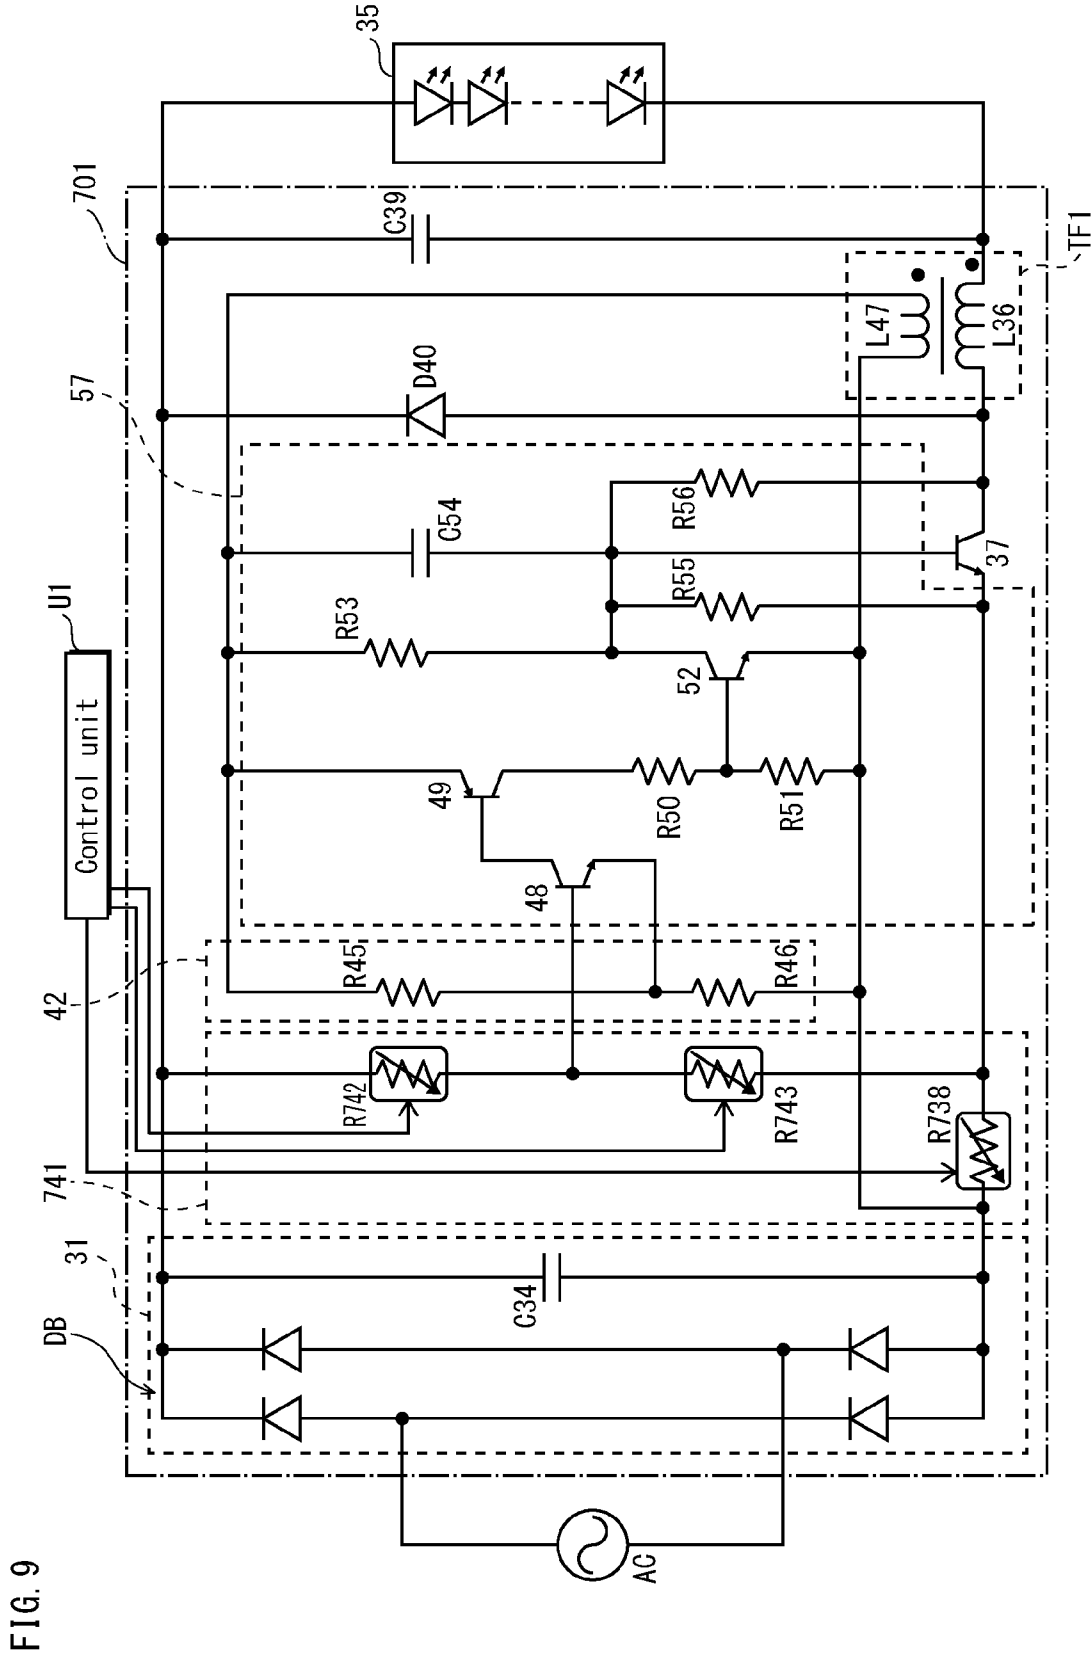 FIG. 9
AC
DB
31
741
42
U1
Control unit
57
701
35
C34
R738
R742
R743
R45
R46
48
49
R50
R51
R53
52
C54
R55
R56
37
D40
L47
L36
TF1
C39